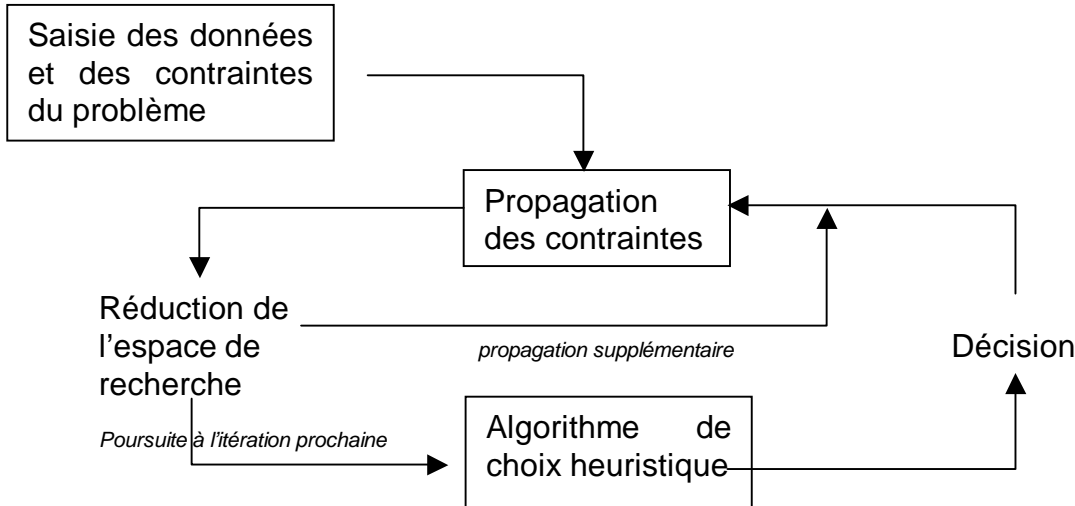 Saisie des données
et des contraintes
du problème
Propagation
des contraintes
Réduction de
l'espace de
recherche
propagation supplémentaire
Décision
Poursuite à l'itération prochaine
Algorithme de
choix heuristique